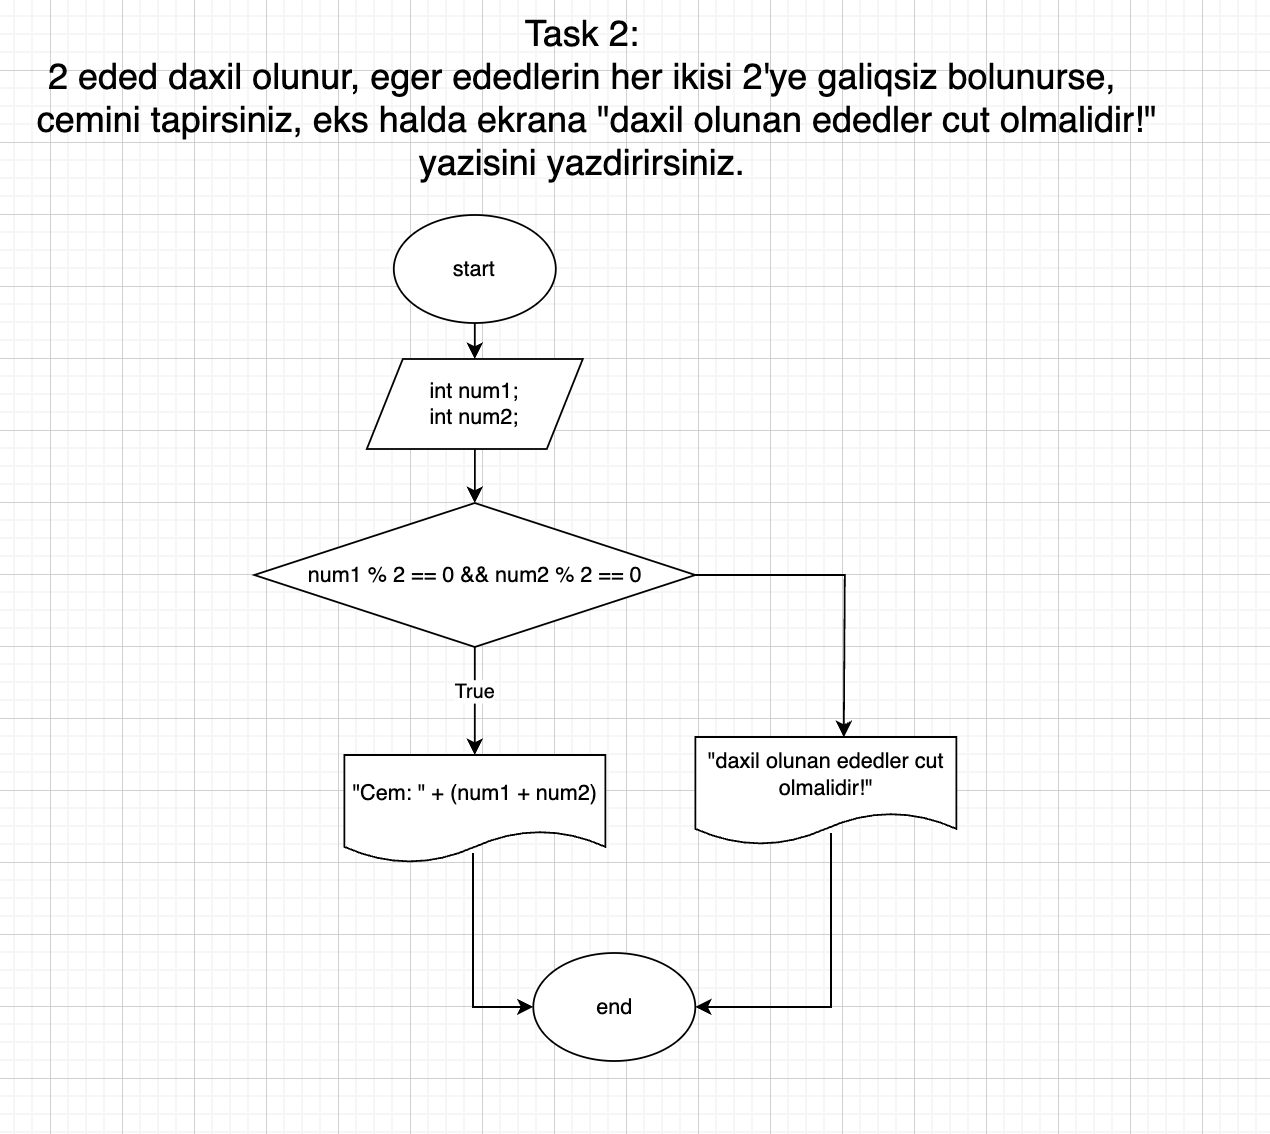 Task 2:
2 eded daxil olunur, eger ededlerin her ikisi 2'ye galiqsiz bolunurse,
cemini tapirsiniz, eks halda ekrana "daxil olunan ededler cut olmalidir!"
yazisini yazdirirsiniz.
start
int num1;
int num2;
num1 % 2 == 0 && num2 % 2 == 0
True
"Cem: " + (num1 + num2)
"daxil olunan ededler cut
olmalidir!"
end